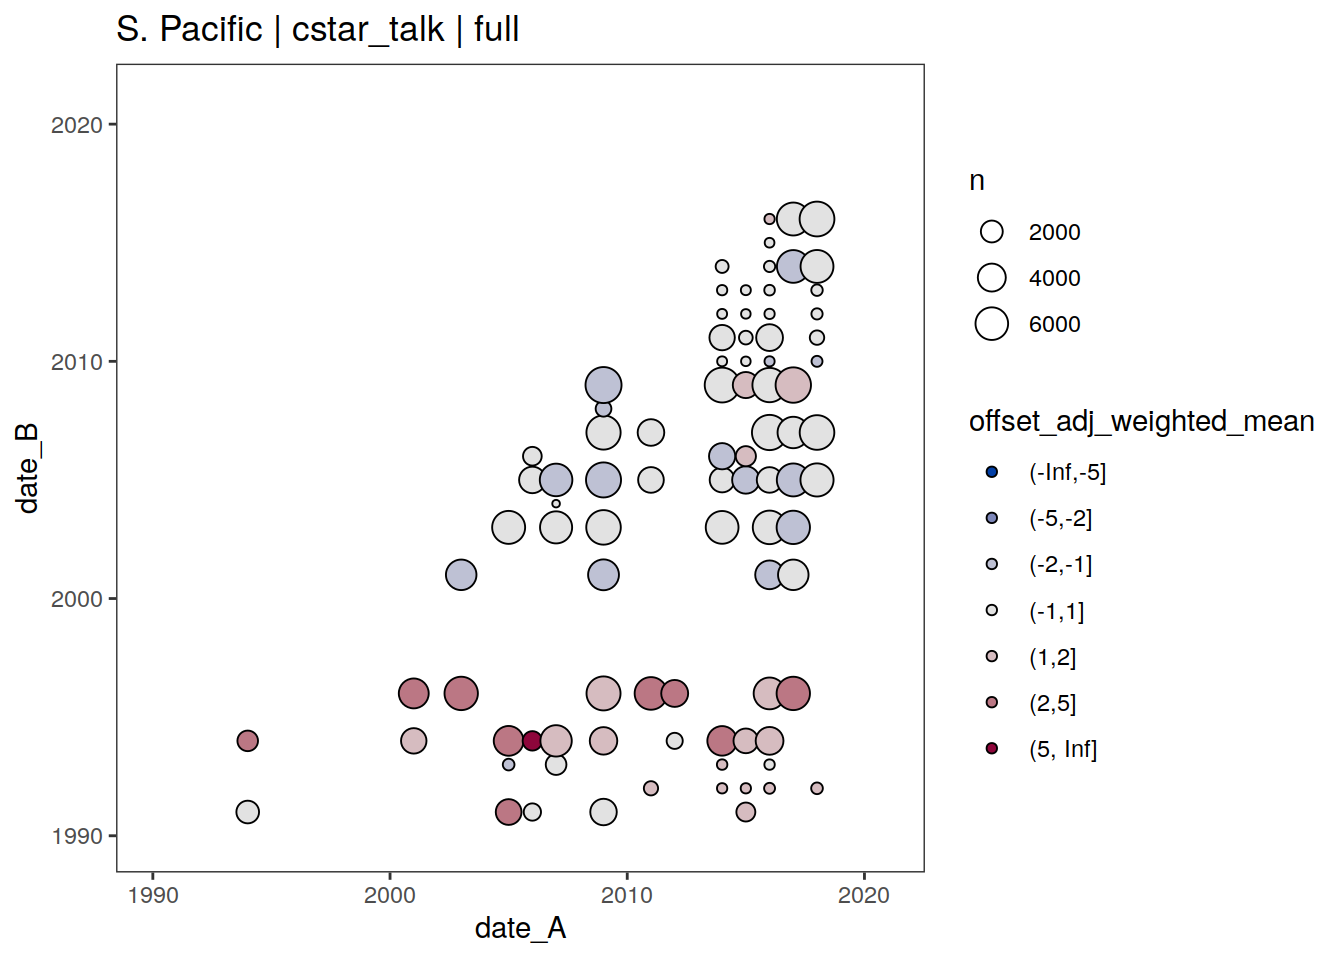 S. Pacific | cstar_talk | full
2020
2010
2000
1990
date_B
1990 2000 2010 2020
date_A
n
2000
4000
6000
offset_adj_weighted_mean
(-Inf,-5]
(-5,-2]
(-2,-1]
(-1,1]
(1,2]
(2,5]
(5, Inf]